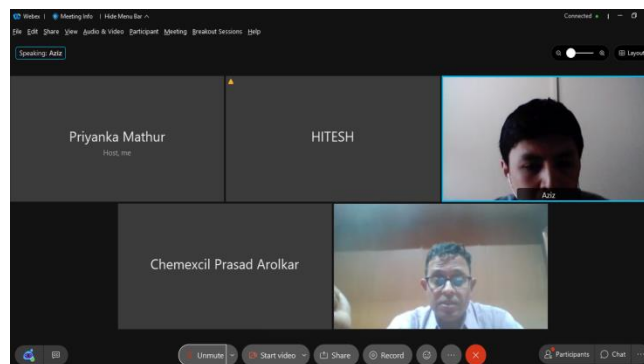 Webex | Meeting Info | Hide Menu Bar
Connected
File Edit Share View Audio & Video Participant Meeting Breakout Sessions Help
Speaking: Aziz
Layout
Priyanka Mathur
Host, me
HITESH
Aziz
Chemexcil Prasad Arolkar
Unmute Start video Share Record Participants Chat